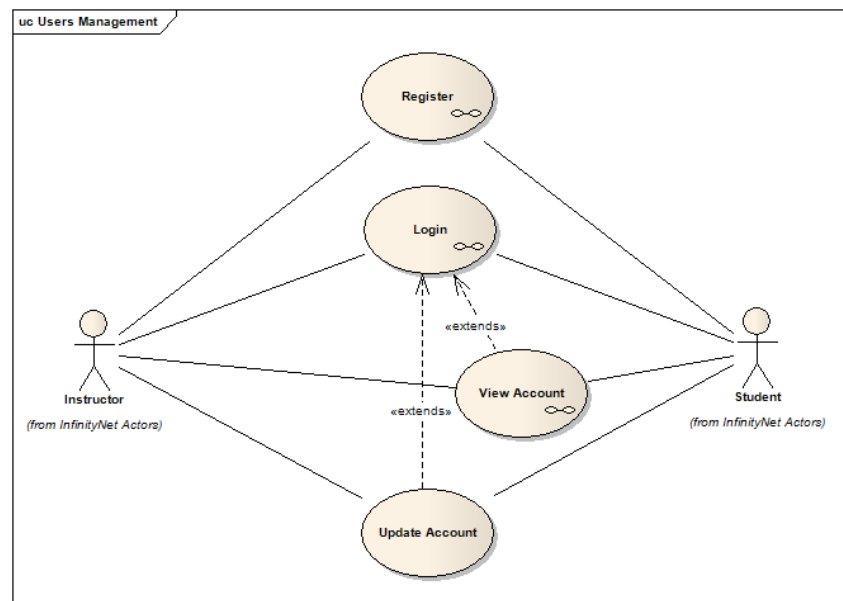 uc Users Management
Register
Login
«extends»
View Account
«extends»
Instructor
(from InfinityNet Actors)
Student
(from InfinityNet Actors)
Update Account